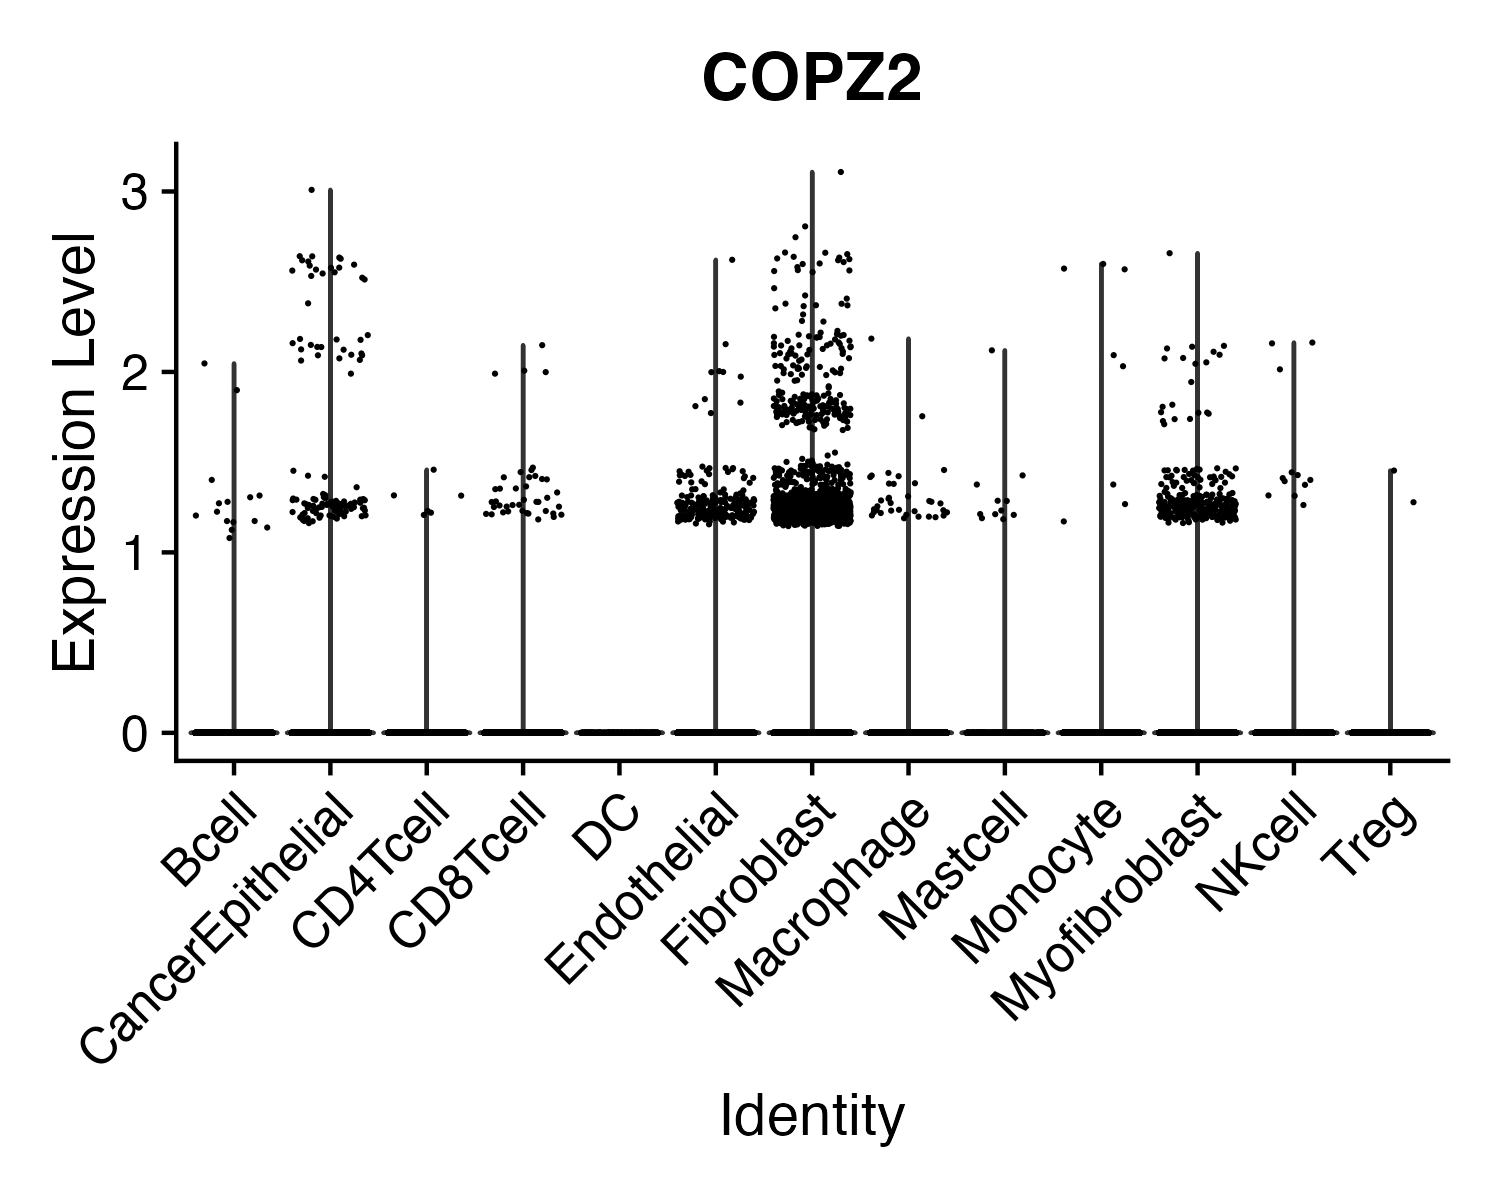 COPZ2
Expression Level
3
2
1
0
Bcell
CancerEpithelial
CD4Tcell
CD8Tcell
DC
Endothelial
Fibroblast
Macrophage
Mastcell
Monocyte
Myofibroblast
NKcell
Treg
Identity